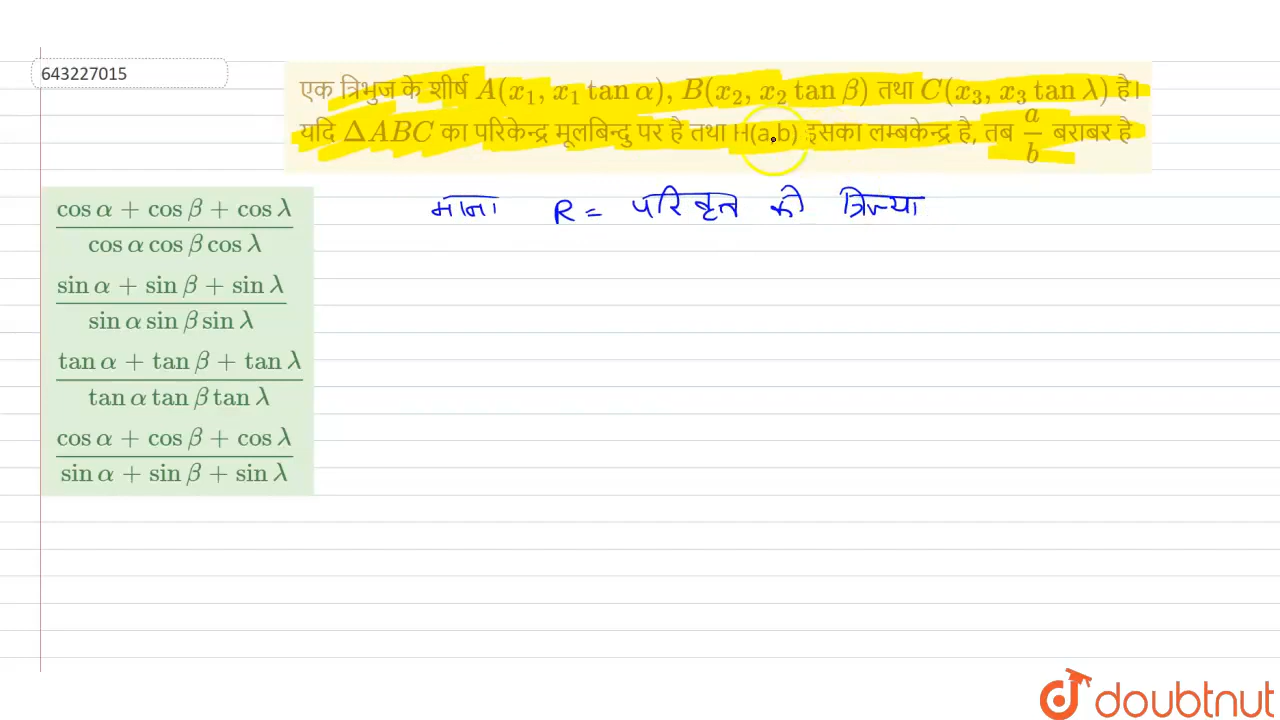 643227015
एक त्रिभुज के शीर्ष A(x₁, x₁ tan α), B(x₂, x₂ tan β) तथा C(x₃, x₃ tan λ) है।
यदि ΔABC का परिकेन्द्र मूलबिन्दु पर है तथा H(a,b) इसका लम्बकेन्द्र है, तब a/b बराबर है
माना R = परिवृत्त की त्रिज्या
cos α + cos β + cos λ
cos α cos β cos λ
sin α + sin β + sin λ
sin α sin β sin λ
tan α + tan β + tan λ
tan α tan β tan λ
cos α + cos β + cos λ
sin α + sin β + sin λ
doubtnut